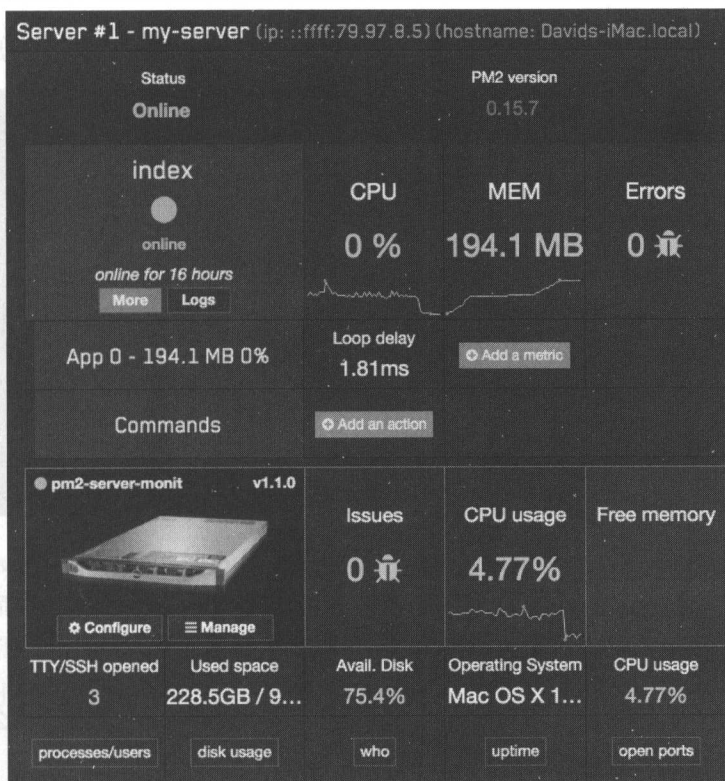 Server #1 - my-server (ip: ::ffff:79.97.8.5) (hostname: Davids-iMac.local)
Status PM2 version
Online 0.15.7
index
online
online for 16 hours
More Logs
CPU MEM Errors
0 % 194.1 MB 0
App 0 - 194.1 MB 0%
Loop delay
1.81ms
Add a metric
Commands
Add an action
pm2-server-monit v1.1.0
Configure Manage
Issues CPU usage Free memory
0 4.77%
TTY/SSH opened Used space Avail. Disk Operating System CPU usage
3 228.5GB / 9... 75.4% Mac OS X 1... 4.77%
processes/users disk usage who uptime open ports